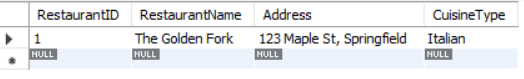 RestaurantID RestaurantName Address CuisineType
1 The Golden Fork 123 Maple St, Springfield Italian
NULL NULL NULL NULL